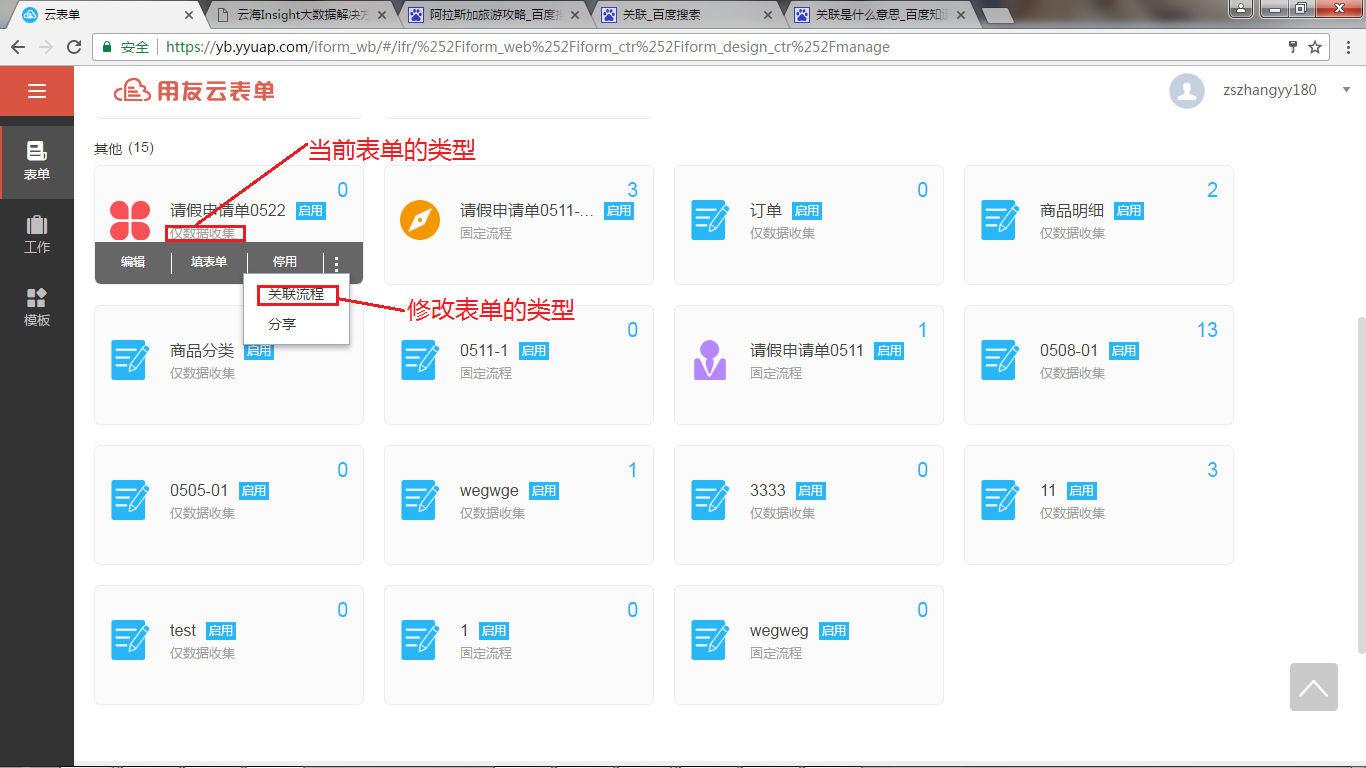 云表单
云海Insight大数据解决方
阿拉斯加旅游攻略_百度搜
关联_百度搜索
关联是什么意思_百度知道
安全 https://yb.yyuap.com/iform_wb/#/ifr/%252Fiform_web%252Fiform_ctr%252Fiform_design_ctr%252Fmanage
用友云表单
zszhangyy180
表单
工作
模板
其他 (15)
当前表单的类型
0
请假申请单0522 启用
仅数据收集
编辑 填表单 停用
关联流程
分享
修改表单的类型
3
请假申请单0511-... 启用
固定流程
0
订单 启用
仅数据收集
2
商品明细 启用
仅数据收集
商品分类 启用
仅数据收集
0
0511-1 启用
固定流程
1
请假申请单0511 启用
固定流程
13
0508-01 启用
仅数据收集
0
0505-01 启用
仅数据收集
1
wegwge 启用
仅数据收集
0
3333 启用
仅数据收集
3
11 启用
仅数据收集
0
test 启用
仅数据收集
0
1 启用
固定流程
0
wegweg 启用
固定流程